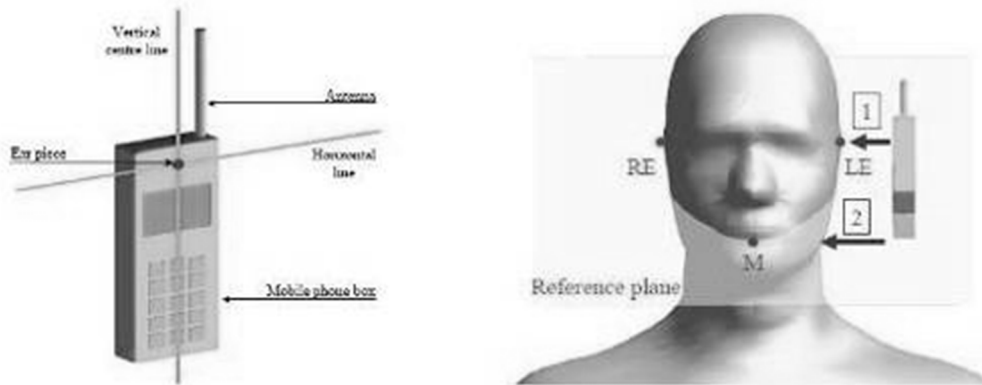 Vertical
centre line
Antenna
Ear piece
Horizontal
line
Mobile phone box
1
RE
LE
2
M
Reference plane